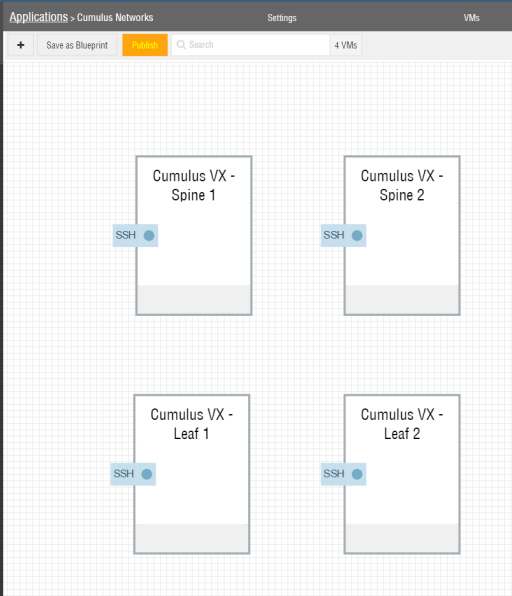 Applications > Cumulus Networks Settings VMs
+ Save as Blueprint Publish Search 4 VMs
Cumulus VX -
Spine 1
SSH
Cumulus VX -
Spine 2
SSH
Cumulus VX -
Leaf 1
SSH
Cumulus VX -
Leaf 2
SSH